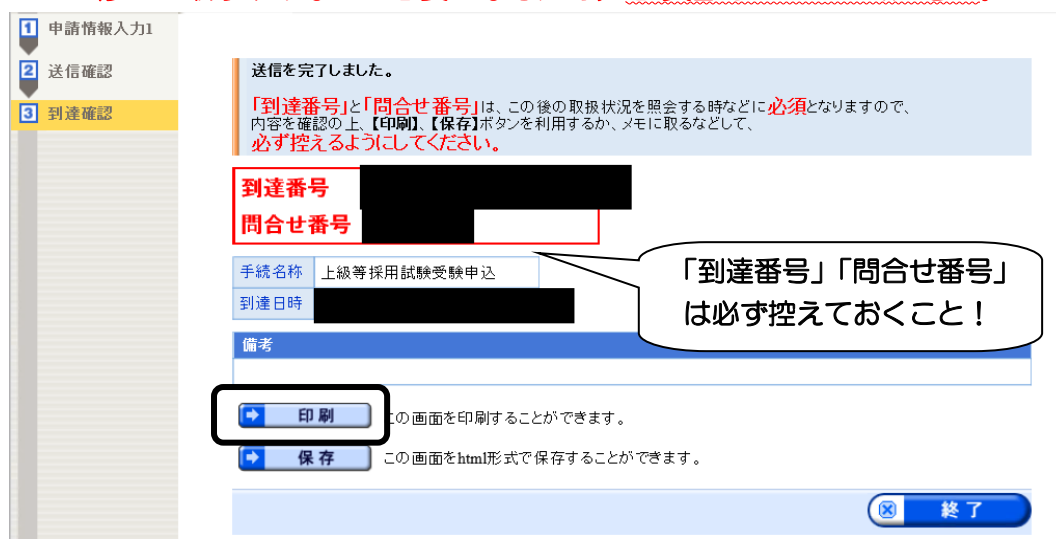 1 申請情報入力1
2 送信確認
3 到達確認
送信を完了しました。
「到達番号」と「問合せ番号」は、この後の取扱状況を照会する時などに必須となりますので、
内容を確認の上、【印刷】、【保存】ボタンを利用するか、メモに取るなどして、
必ず控えるようにしてください。
到達番号
問合せ番号
手続名称 上級等採用試験受験申込
到達日時
「到達番号」「問合せ番号」
は必ず控えておくこと！
備考
印刷 この画面を印刷することができます。
保存 この画面をhtml形式で保存することができます。
終了